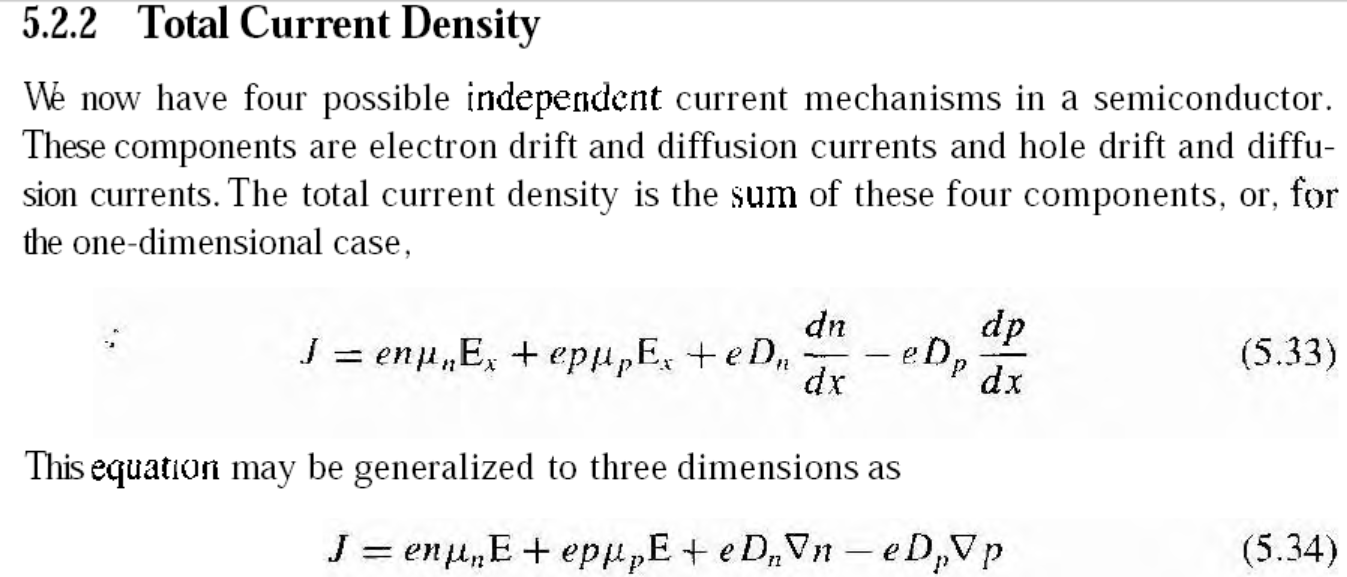 5.2.2 Total Current Density
We now have four possible independent current mechanisms in a semiconductor.
These components are electron drift and diffusion currents and hole drift and diffu-
sion currents. The total current density is the sum of these four components, or, for
the one-dimensional case,
J = enμₙEₓ + epμₚEₓ + eDₙ dn/dx − eDₚ dp/dx (5.33)
This equation may be generalized to three dimensions as
J = enμₙE + epμₚE + eDₙ∇n − eDₚ∇p (5.34)